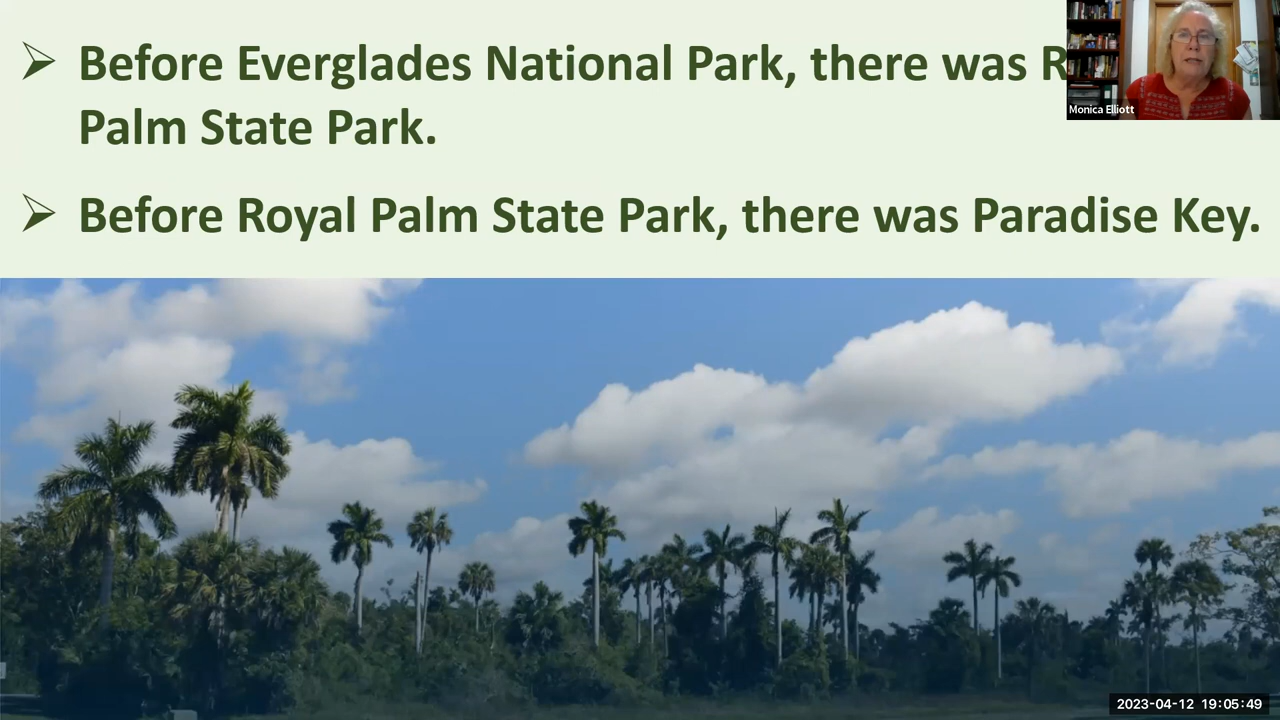 ➢ Before Everglades National Park, there was R
Palm State Park.
➢ Before Royal Palm State Park, there was Paradise Key.
Monica Elliott
2023-04-12 19:05:49